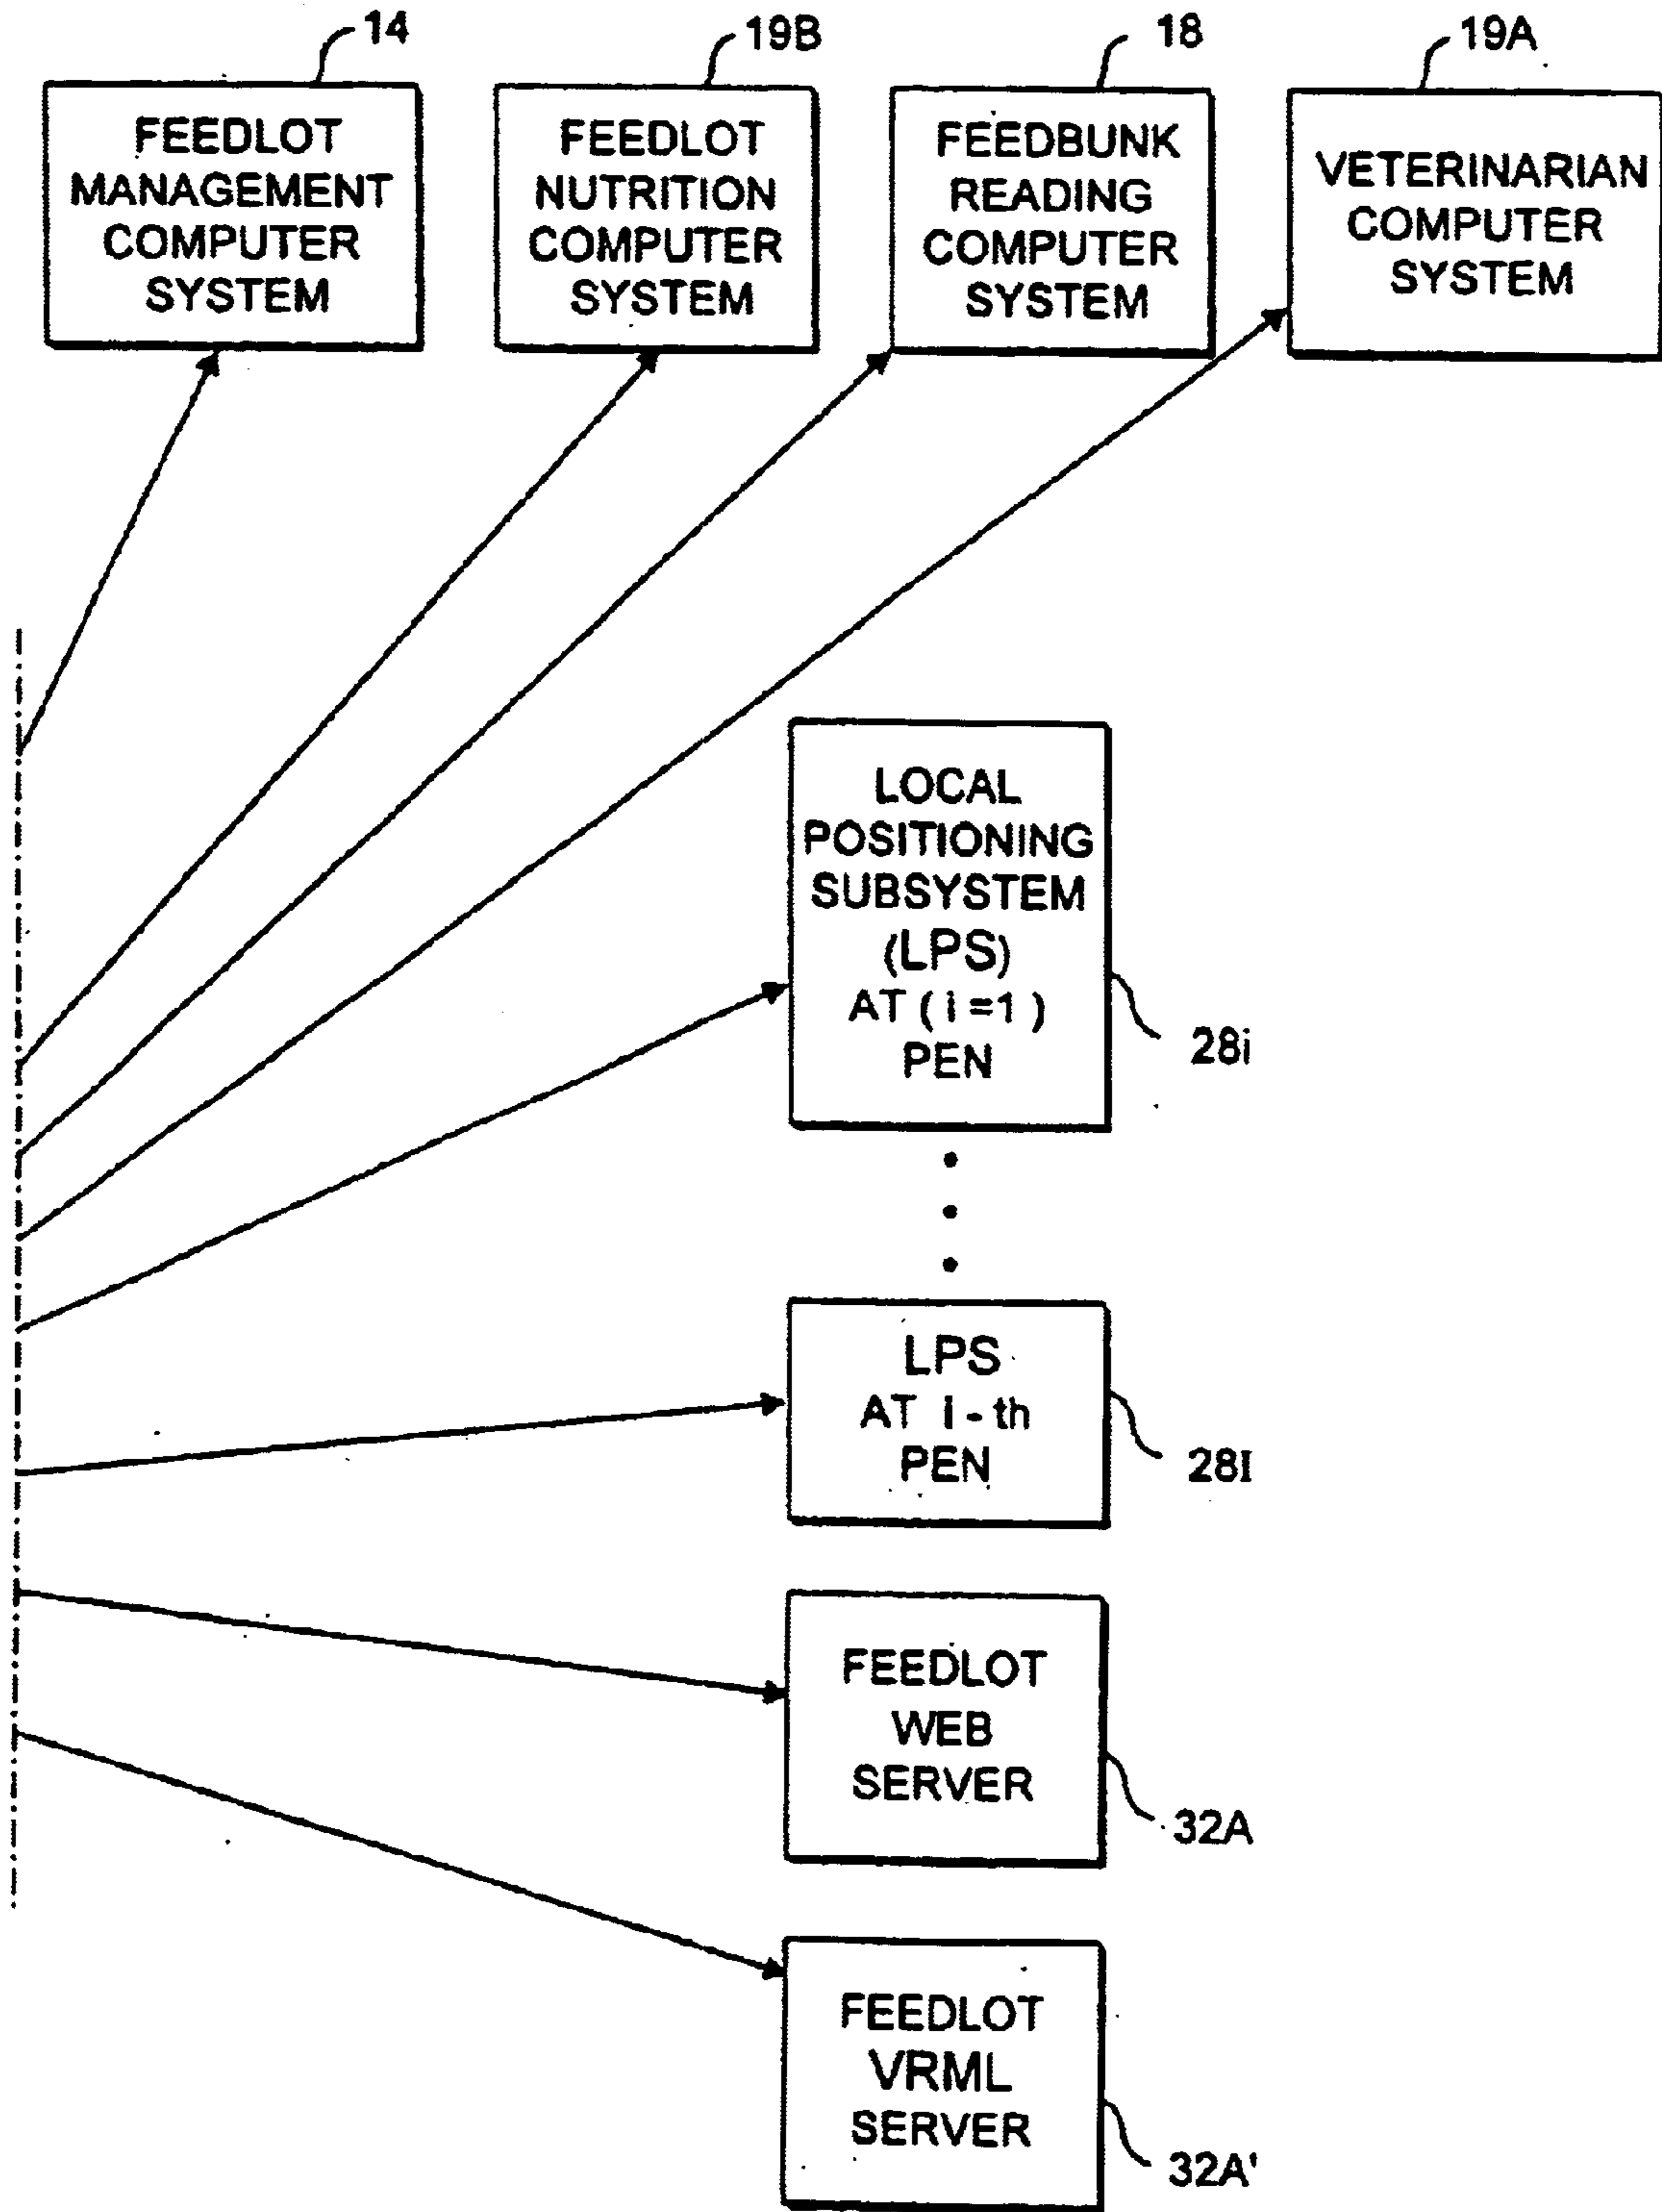 14
19B
18
19A
FEEDLOT
MANAGEMENT
COMPUTER
SYSTEM
FEEDLOT
NUTRITION
COMPUTER
SYSTEM
FEEDBUNK
READING
COMPUTER
SYSTEM
VETERINARIAN
COMPUTER
SYSTEM
LOCAL
POSITIONING
SUBSYSTEM
(LPS)
AT ( i =1 )
PEN
28i
LPS
AT i - th
PEN
28I
FEEDLOT
WEB
SERVER
32A
FEEDLOT
VRML
SERVER
32A'